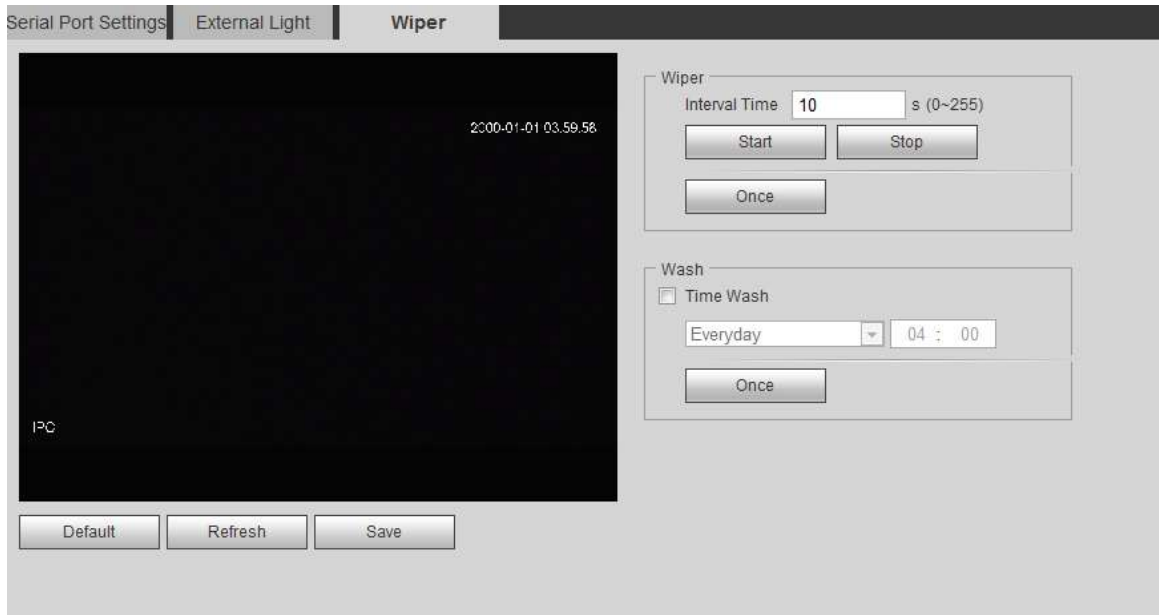 Serial Port Settings External Light Wiper
2000-01-01 03:59:58
IPC
Default Refresh Save
Wiper
Interval Time 10 s (0~255)
Start Stop
Once
Wash
Time Wash
Everyday 04 : 00
Once